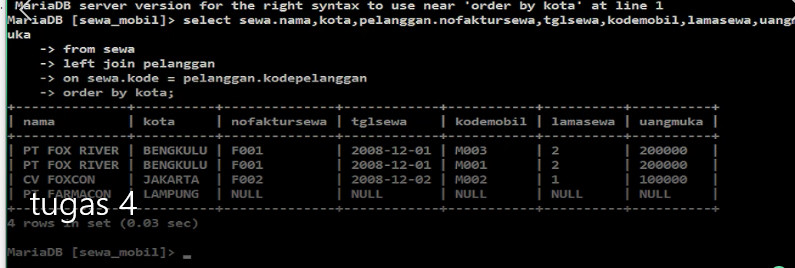 MariaDB server version for the right syntax to use near 'order by kota' at line 1
MariaDB [sewa_mobil]> select sewa.nama,kota,pelanggan.nofaktursewa,tglsewa,kodemobil,lamasewa,uangm
uka
-> from sewa
-> left join pelanggan
-> on sewa.kode = pelanggan.kodepelanggan
-> order by kota;
+--------------+----------+--------------+------------+-----------+----------+----------+
| nama | kota | nofaktursewa | tglsewa | kodemobil | lamasewa | uangmuka |
+--------------+----------+--------------+------------+-----------+----------+----------+
| PT FOX RIVER | BENGKULU | F001 | 2008-12-01 | M003 | 2 | 200000 |
| PT FOX RIVER | BENGKULU | F001 | 2008-12-01 | M001 | 2 | 200000 |
| CV FOXCON | JAKARTA | F002 | 2008-12-02 | M002 | 1 | 100000 |
| PT FARMACON | LAMPUNG | NULL | NULL | NULL | NULL | NULL |
tugas 4
+--------------+----------+--------------+------------+-----------+----------+----------+
4 rows in set (0.03 sec)
MariaDB [sewa_mobil]> _